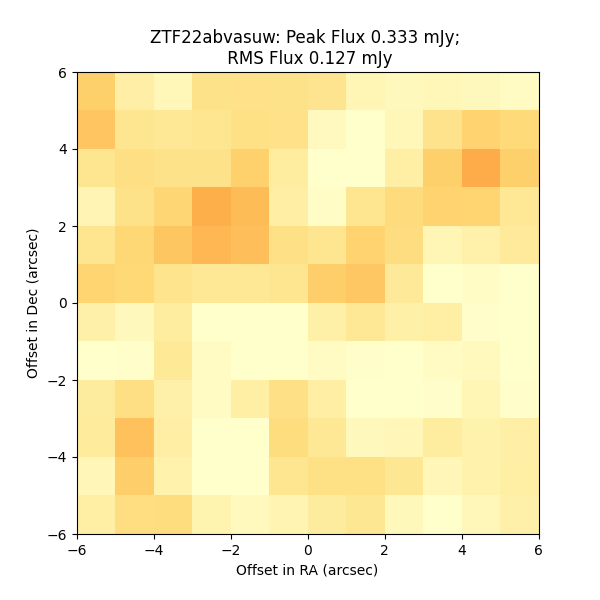 ZTF22abvasuw: Peak Flux 0.333 mJy;
RMS Flux 0.127 mJy
6
4
2
0
−2
−4
−6
Offset in Dec (arcsec)
−6 −4 −2 0 2 4 6
Offset in RA (arcsec)